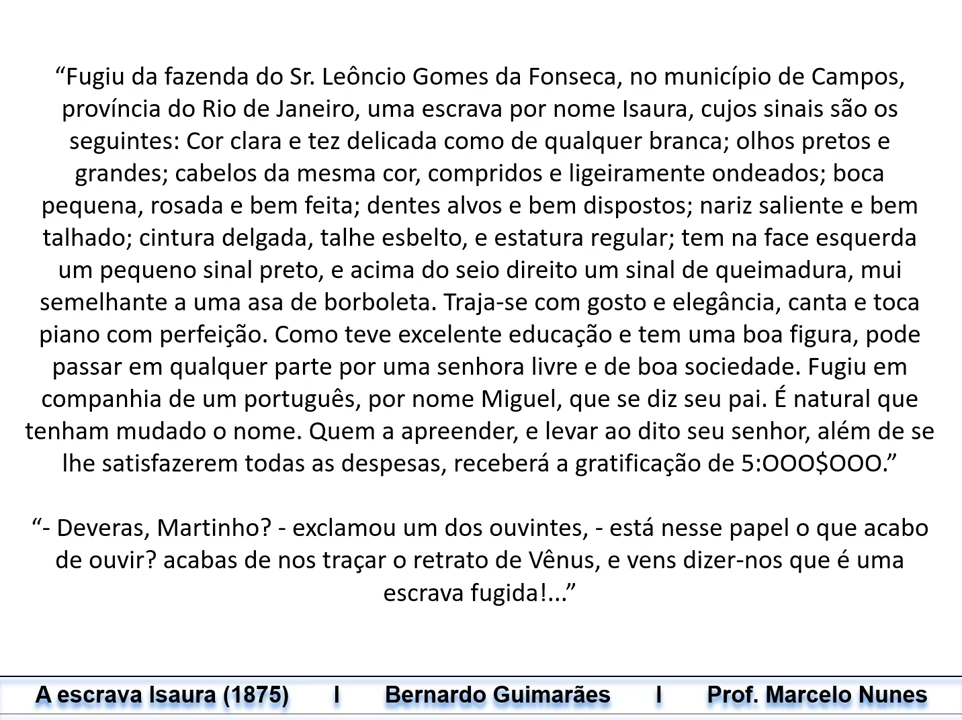 “Fugiu da fazenda do Sr. Leôncio Gomes da Fonseca, no município de Campos,
província do Rio de Janeiro, uma escrava por nome Isaura, cujos sinais são os
seguintes: Cor clara e tez delicada como de qualquer branca; olhos pretos e
grandes; cabelos da mesma cor, compridos e ligeiramente ondeados; boca
pequena, rosada e bem feita; dentes alvos e bem dispostos; nariz saliente e bem
talhado; cintura delgada, talhe esbelto, e estatura regular; tem na face esquerda
um pequeno sinal preto, e acima do seio direito um sinal de queimadura, mui
semelhante a uma asa de borboleta. Traja-se com gosto e elegância, canta e toca
piano com perfeição. Como teve excelente educação e tem uma boa figura, pode
passar em qualquer parte por uma senhora livre e de boa sociedade. Fugiu em
companhia de um português, por nome Miguel, que se diz seu pai. É natural que
tenham mudado o nome. Quem a apreender, e levar ao dito seu senhor, além de se
lhe satisfazerem todas as despesas, receberá a gratificação de 5:OOO$OOO.”
“- Deveras, Martinho? - exclamou um dos ouvintes, - está nesse papel o que acabo
de ouvir? acabas de nos traçar o retrato de Vênus, e vens dizer-nos que é uma
escrava fugida!...”
A escrava Isaura (1875) I Bernardo Guimarães I Prof. Marcelo Nunes